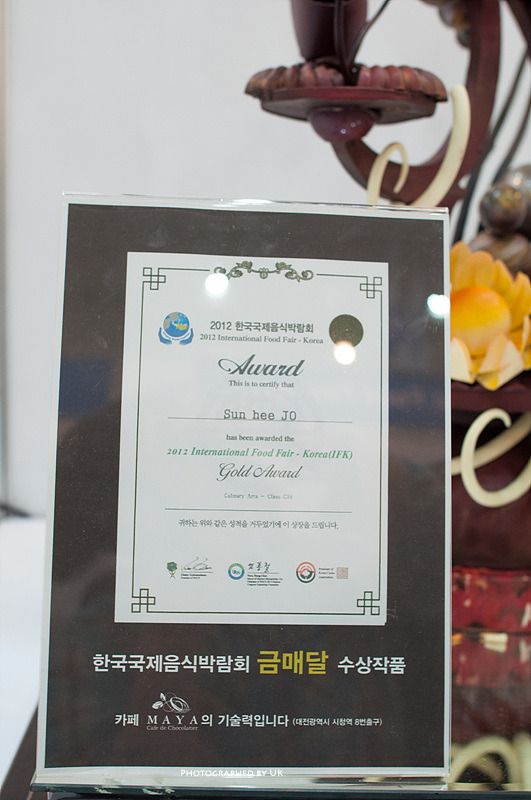 2012 한국국제음식박람회
2012 International Food Fair - Korea
Award
This is to certify that
Sun hee JO
has been awarded the
2012 International Food Fair - Korea(IFK)
Gold Award
Culinary Arts - Class
귀하는 위와 같은 성적을 거두었기에 이 상장을 드립니다.
한국국제음식박람회 금메달 수상작품
카페 MAYA의 기술력입니다 (대전광역시 시청역 8번출구)
Cafe de Chocolatier
PHOTOGRAPHED BY UK